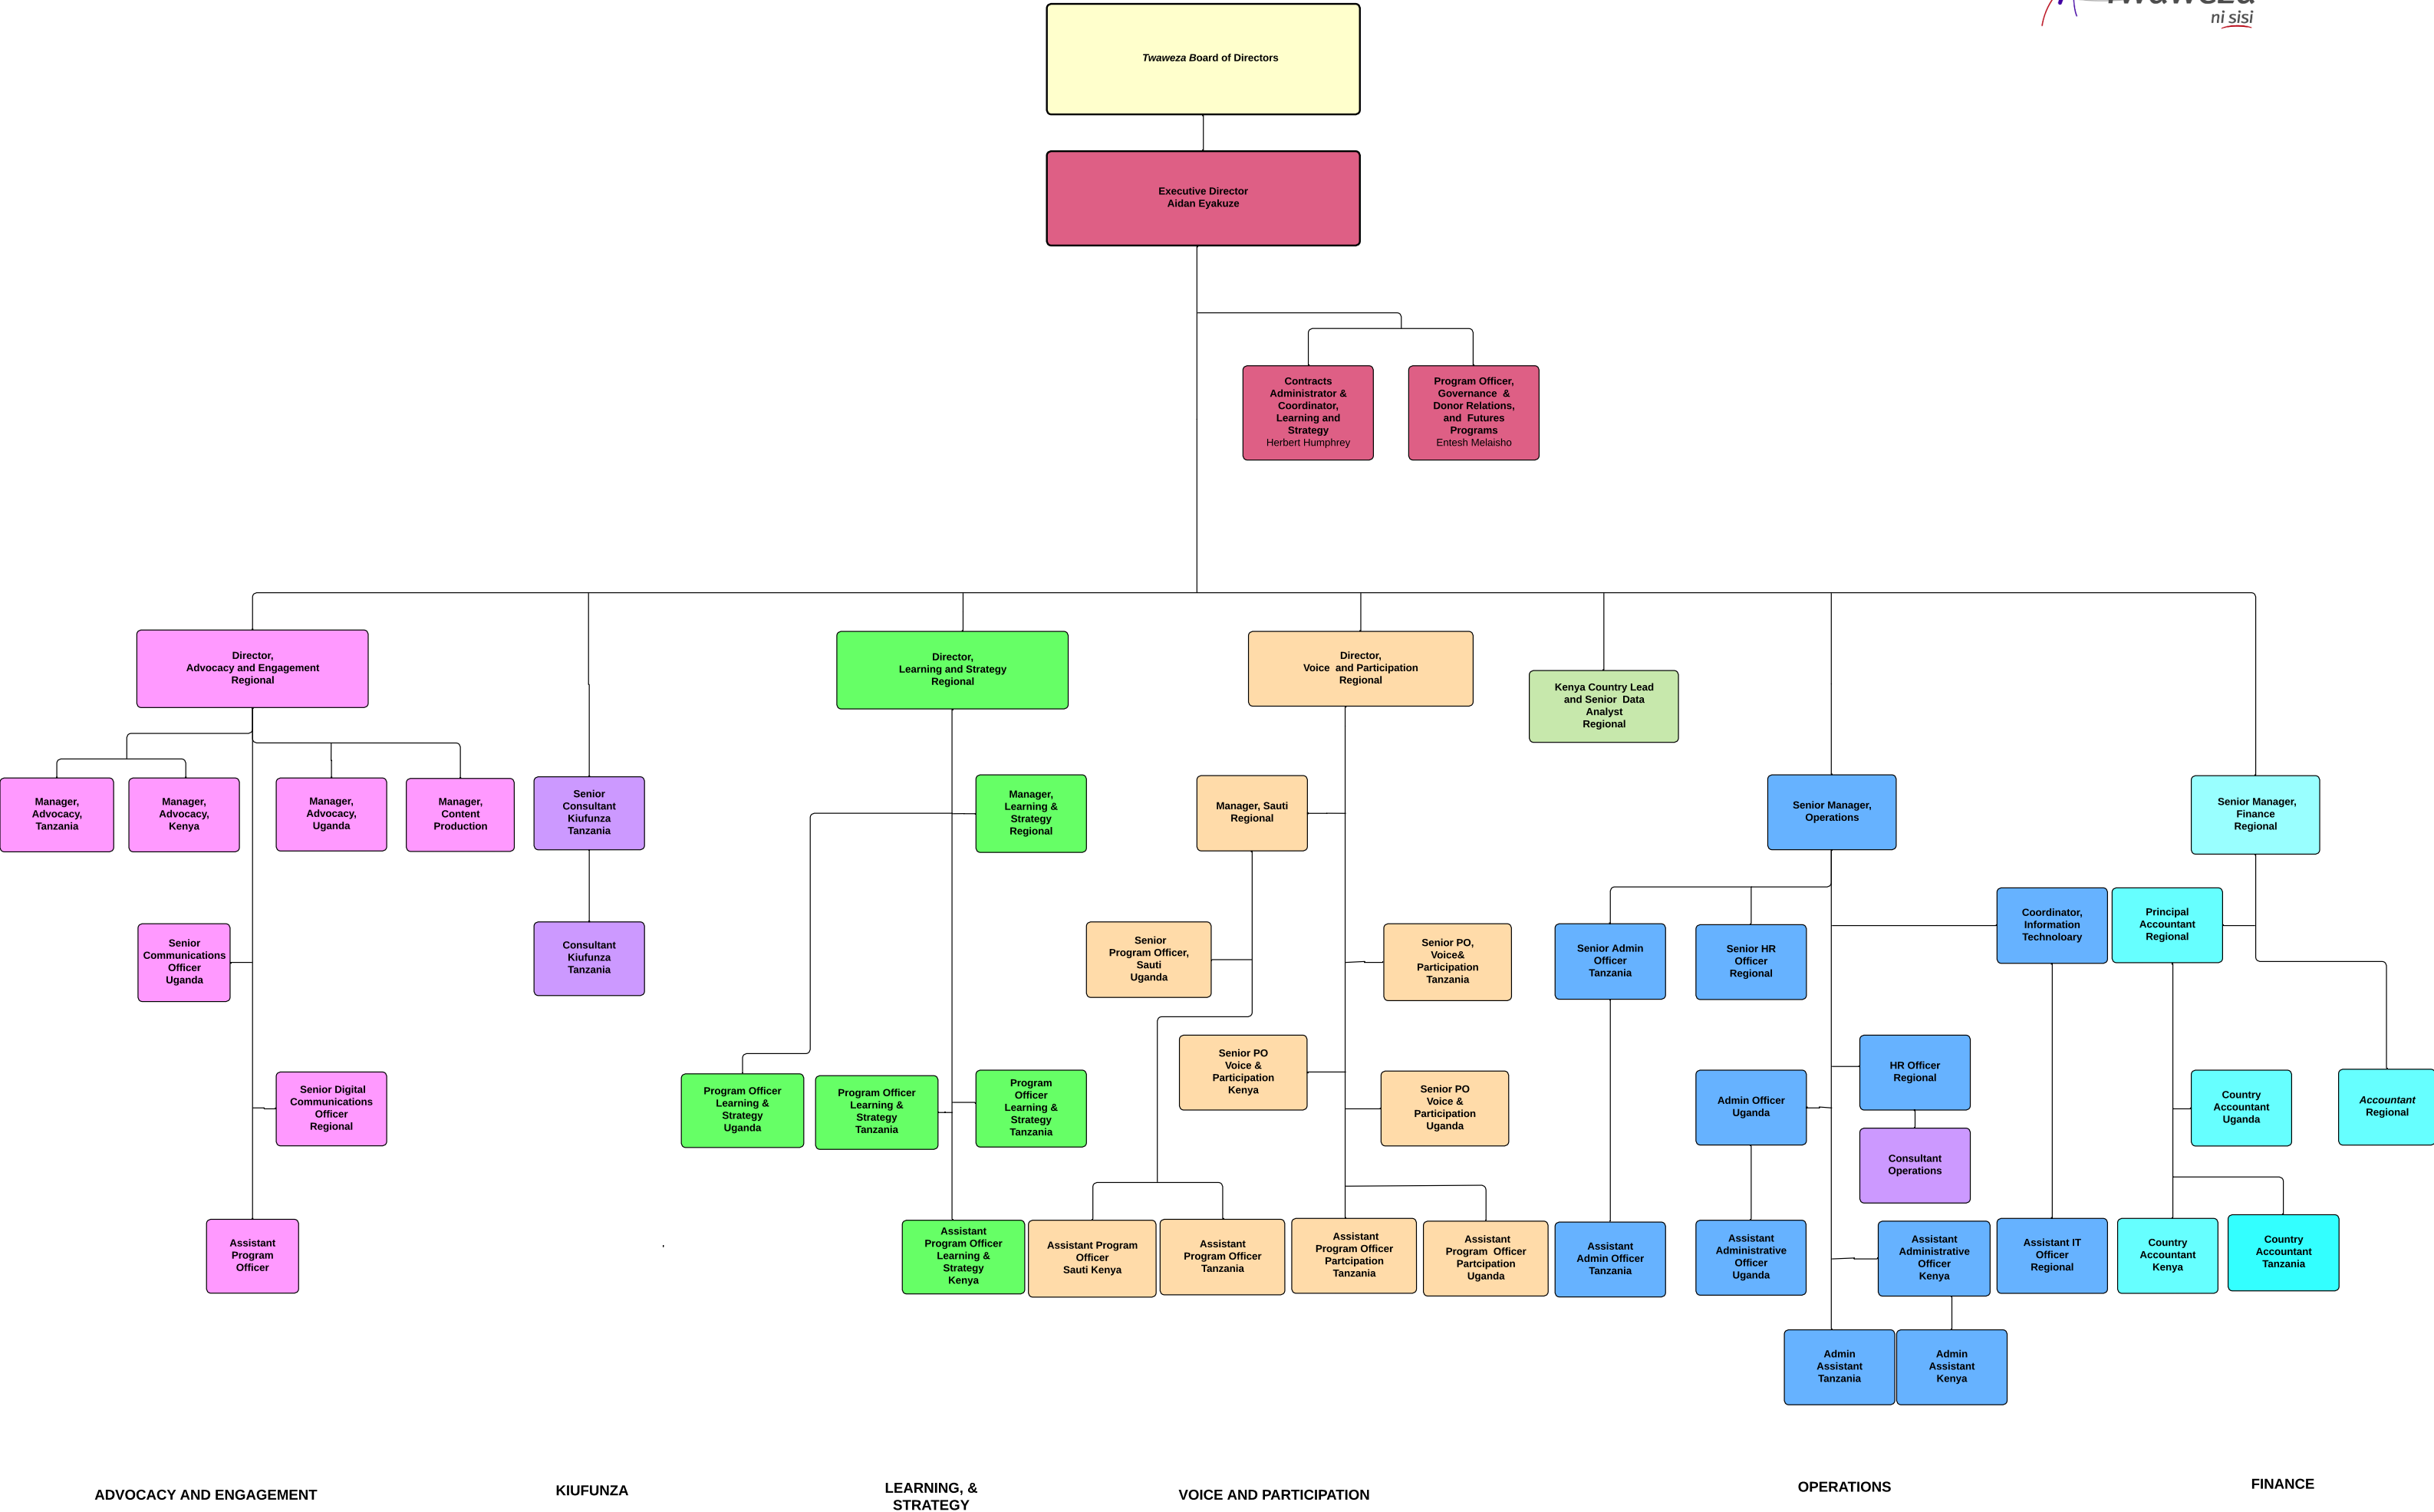 ni sisi
Twaweza Board of Directors
Executive Director
Aidan Eyakuze
Contracts
Administrator &
Coordinator,
Learning and
Strategy
Herbert Humphrey
Program Officer,
Governance &
Donor Relations,
and Futures
Programs
Entesh Melaisho
Director,
Advocacy and Engagement
Regional
Director,
Learning and Strategy
Regional
Director,
Voice and Participation
Regional
Kenya Country Lead
and Senior Data
Analyst
Regional
Manager,
Advocacy,
Tanzania
Manager,
Advocacy,
Kenya
Manager,
Advocacy,
Uganda
Manager,
Content
Production
Senior
Consultant
Kiufunza
Tanzania
Manager,
Learning &
Strategy
Regional
Manager, Sauti
Regional
Senior Manager,
Operations
Senior Manager,
Finance
Regional
Senior
Communications
Officer
Uganda
Consultant
Kiufunza
Tanzania
Senior
Program Officer,
Sauti
Uganda
Senior PO,
Voice&
Participation
Tanzania
Senior Admin
Officer
Tanzania
Senior HR
Officer
Regional
Coordinator,
Information
Technoloary
Principal
Accountant
Regional
Senior Digital
Communications
Officer
Regional
Program Officer
Learning &
Strategy
Uganda
Program Officer
Learning &
Strategy
Tanzania
Program
Officer
Learning &
Strategy
Tanzania
Senior PO
Voice &
Participation
Kenya
Senior PO
Voice &
Participation
Uganda
Admin Officer
Uganda
HR Officer
Regional
Consultant
Operations
Country
Accountant
Uganda
Accountant
Regional
Assistant
Program
Officer
Assistant
Program Officer
Learning &
Strategy
Kenya
Assistant Program
Officer
Sauti Kenya
Assistant
Program Officer
Tanzania
Assistant
Program Officer
Partcipation
Tanzania
Assistant
Program Officer
Partcipation
Uganda
Assistant
Admin Officer
Tanzania
Assistant
Administrative
Officer
Uganda
Assistant
Administrative
Officer
Kenya
Assistant IT
Officer
Regional
Country
Accountant
Kenya
Country
Accountant
Tanzania
Admin
Assistant
Tanzania
Admin
Assistant
Kenya
ADVOCACY AND ENGAGEMENT
KIUFUNZA
LEARNING, &
STRATEGY
VOICE AND PARTICIPATION
OPERATIONS
FINANCE